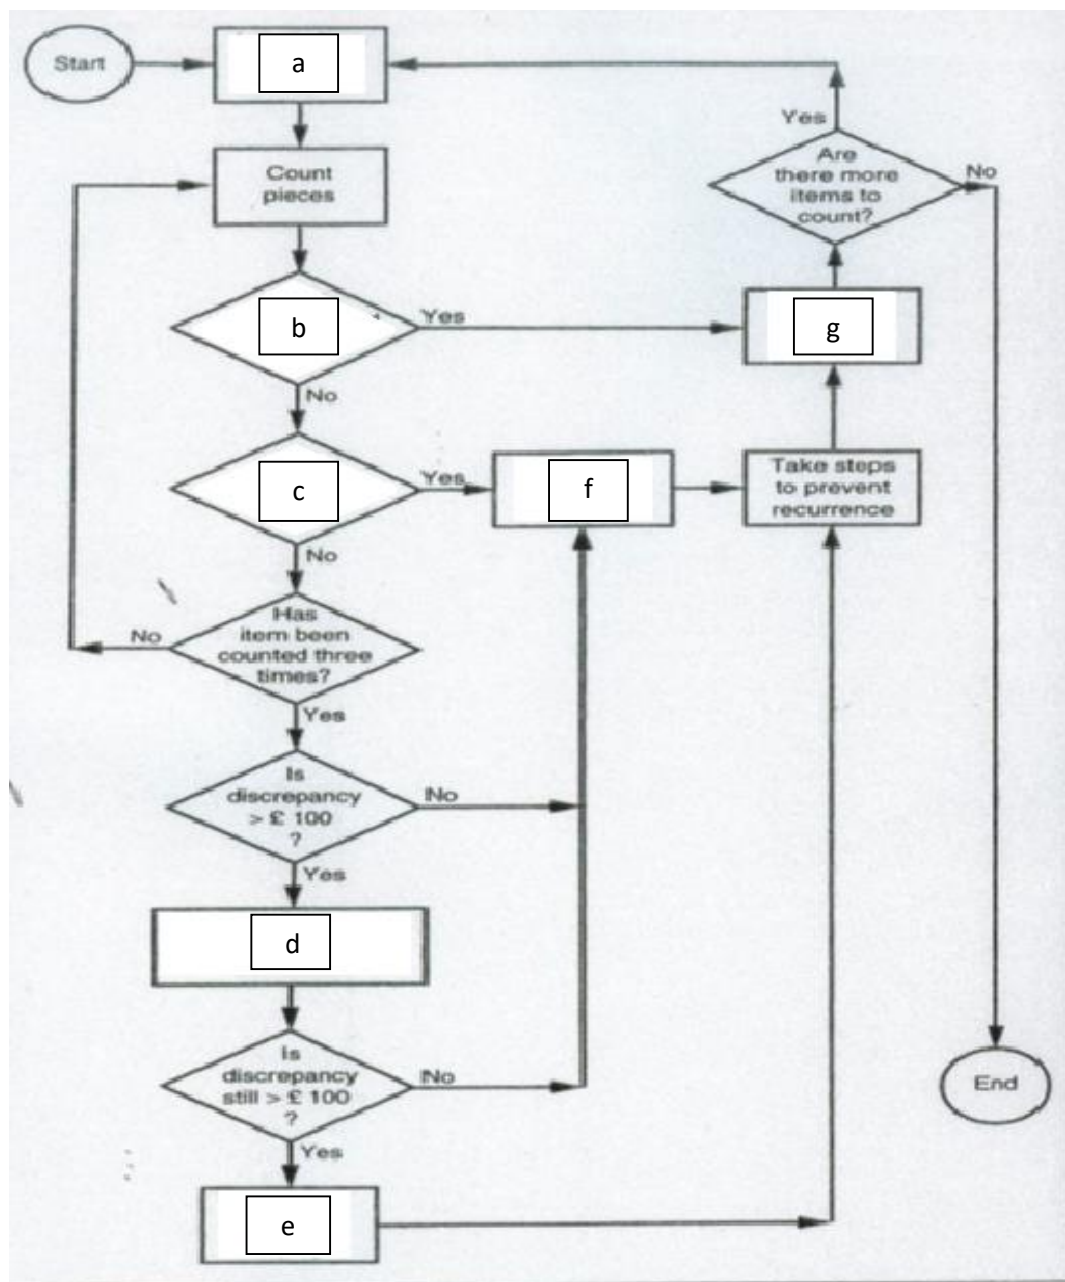 Start
a
Yes
Are
there more
items to
count?
No
Count
pieces
b
Yes
g
No
c
Yes
f
Take steps
to prevent
recurrence
No
Has
item been
counted three
times?
No
Yes
Is
discrepancy
> £ 100
?
No
Yes
d
Is
discrepancy
still > £ 100
?
No
End
Yes
e